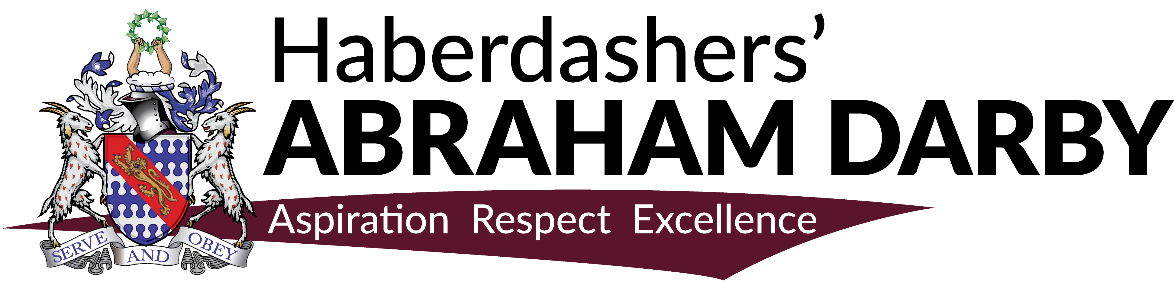 Haberdashers’
ABRAHAM DARBY
Aspiration Respect Excellence
SERVE AND OBEY